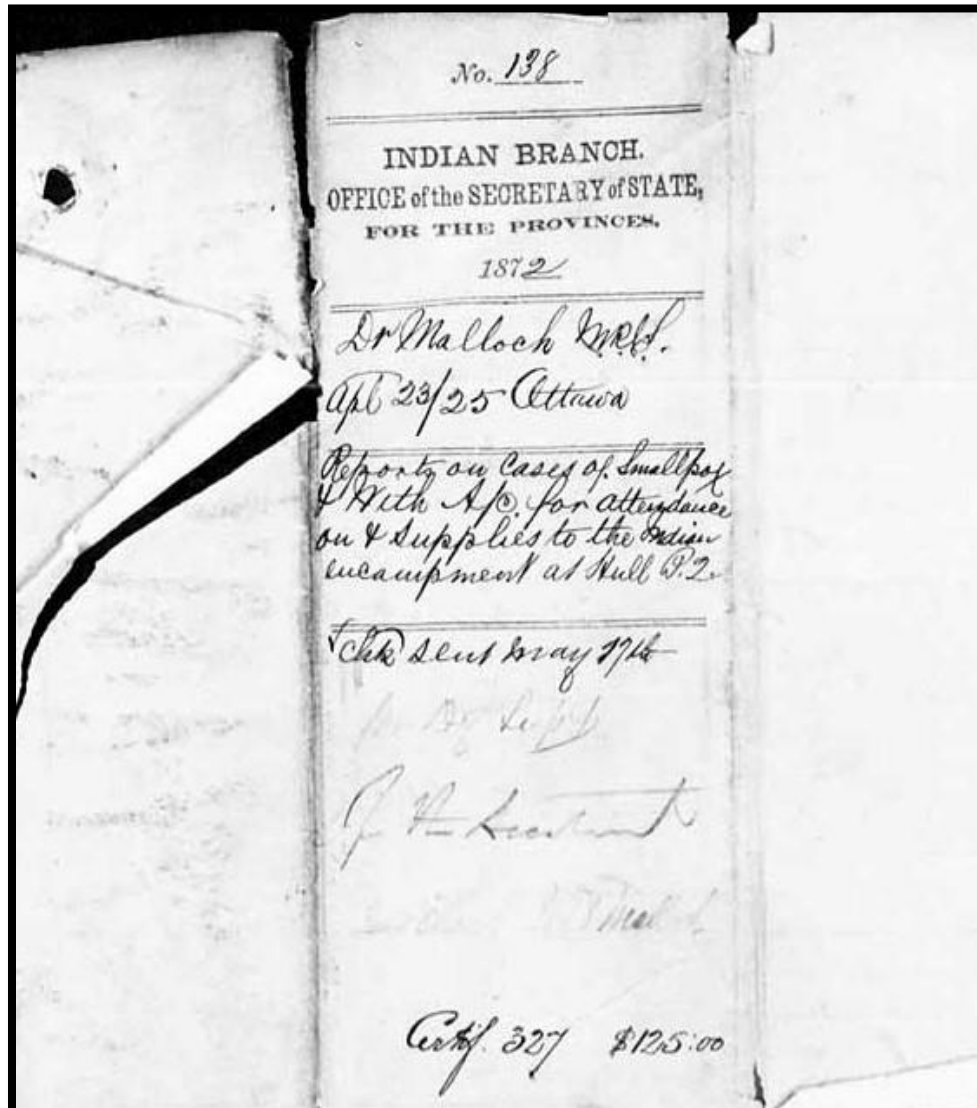 No. 138
INDIAN BRANCH.
OFFICE of the SECRETARY of STATE,
FOR THE PROVINCES.
1872
Dr Malloch
Apl 23/25 Ottawa
Reports on Cases of Smallpox
& With A/c for attendance
on & Supplies to the Indian
encampment at Hull P.Q.
Chk sent May 17th
Certif. 327 $125.00